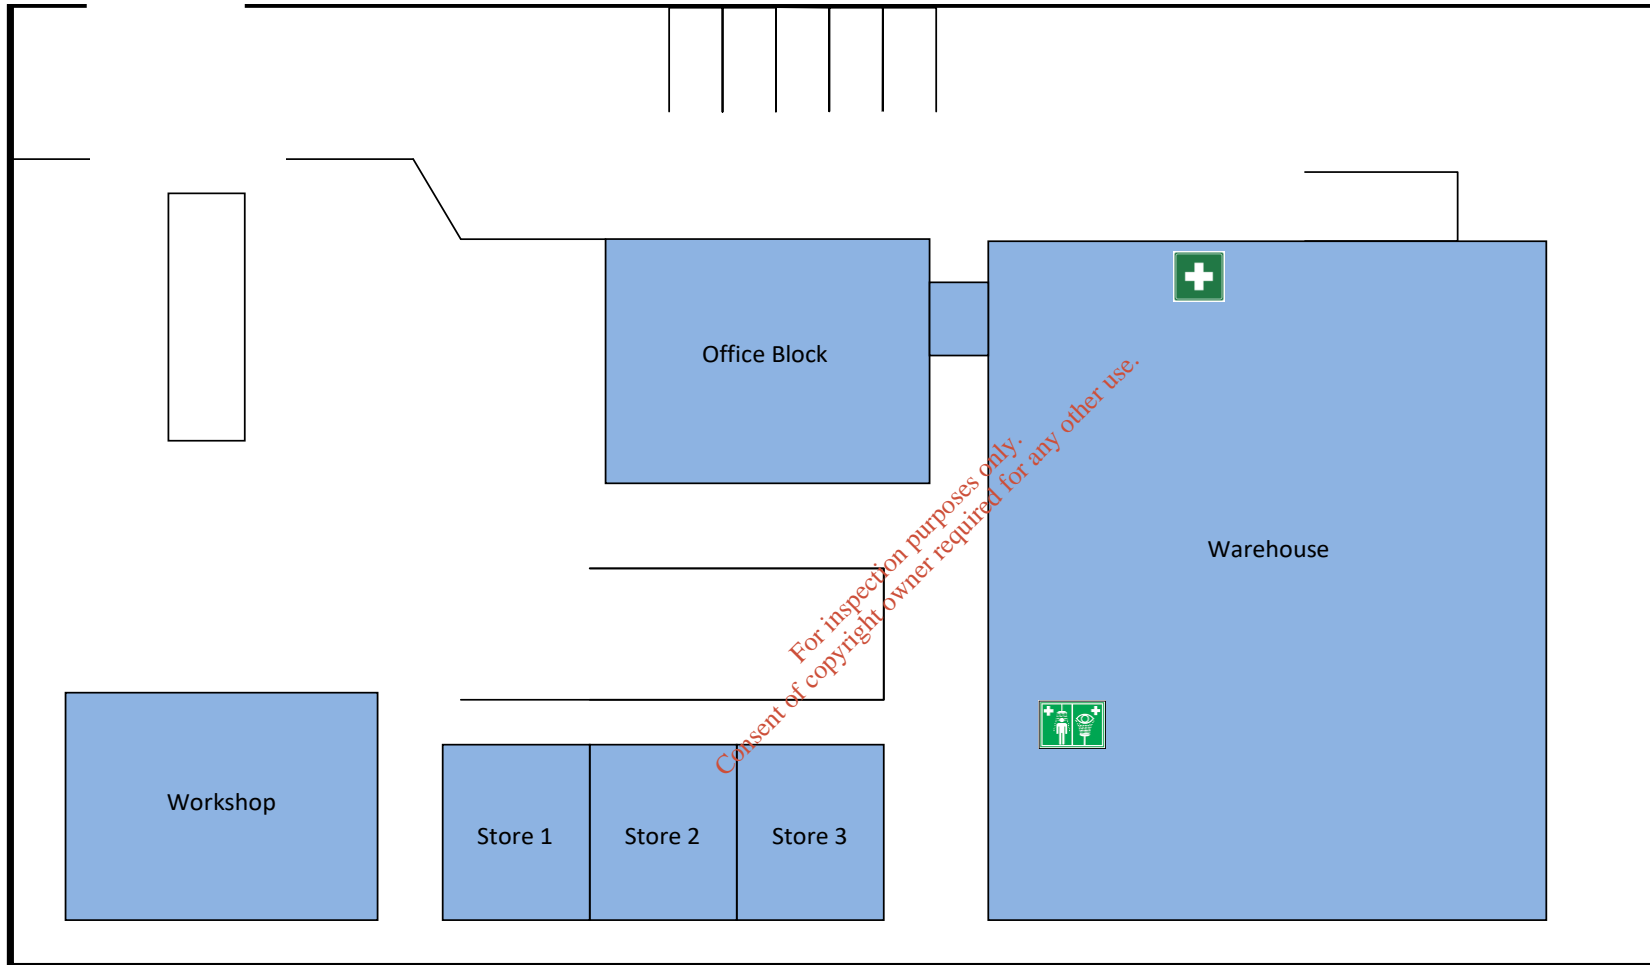 Office Block
Warehouse
Workshop
Store 1
Store 2
Store 3
For inspection purposes only.
Consent of copyright owner required for any other use.